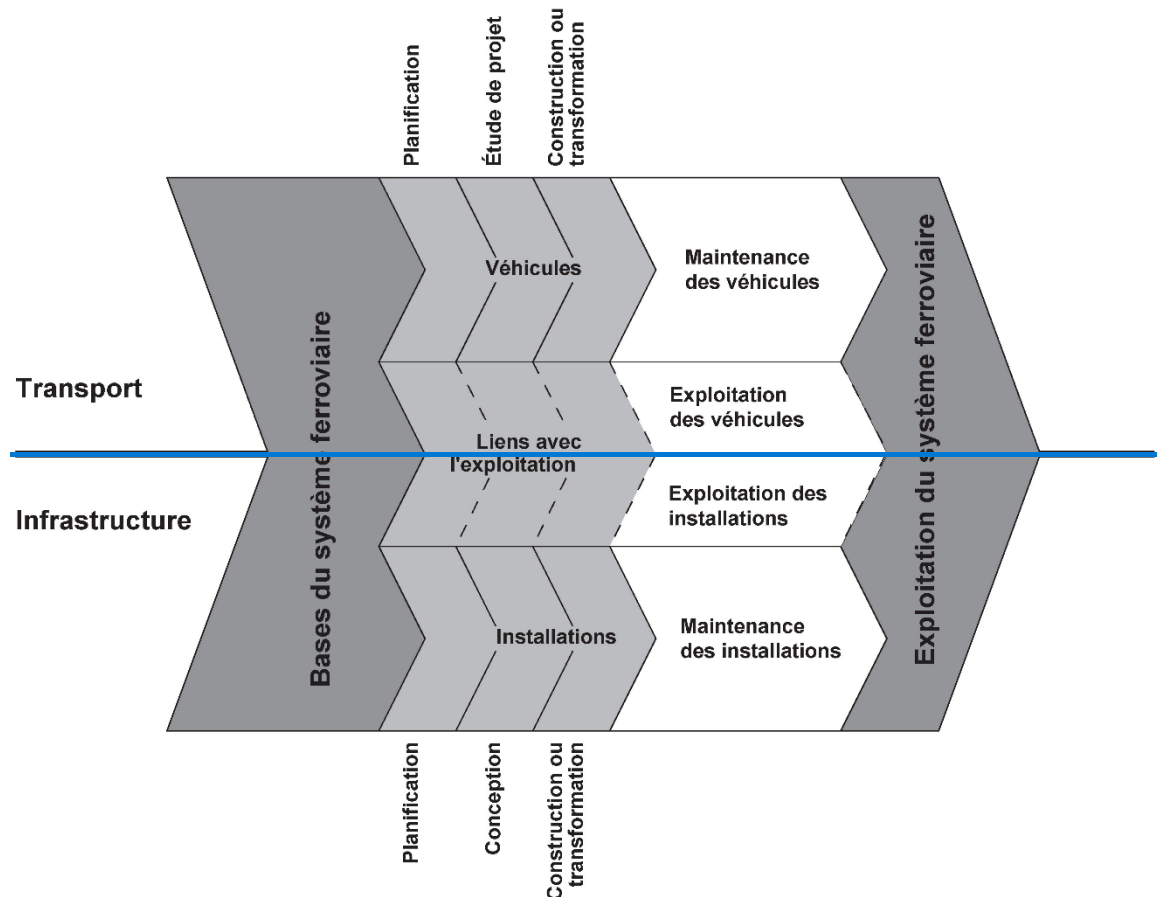 Planification
Étude de projet
Construction ou
transformation
Véhicules
Maintenance
des véhicules
Transport
Bases du système ferroviaire
Exploitation du système ferroviaire
Exploitation
des véhicules
Liens avec
l'exploitation
Infrastructure
Exploitation des
installations
Installations
Maintenance
des installations
Planification
Conception
Construction ou
transformation